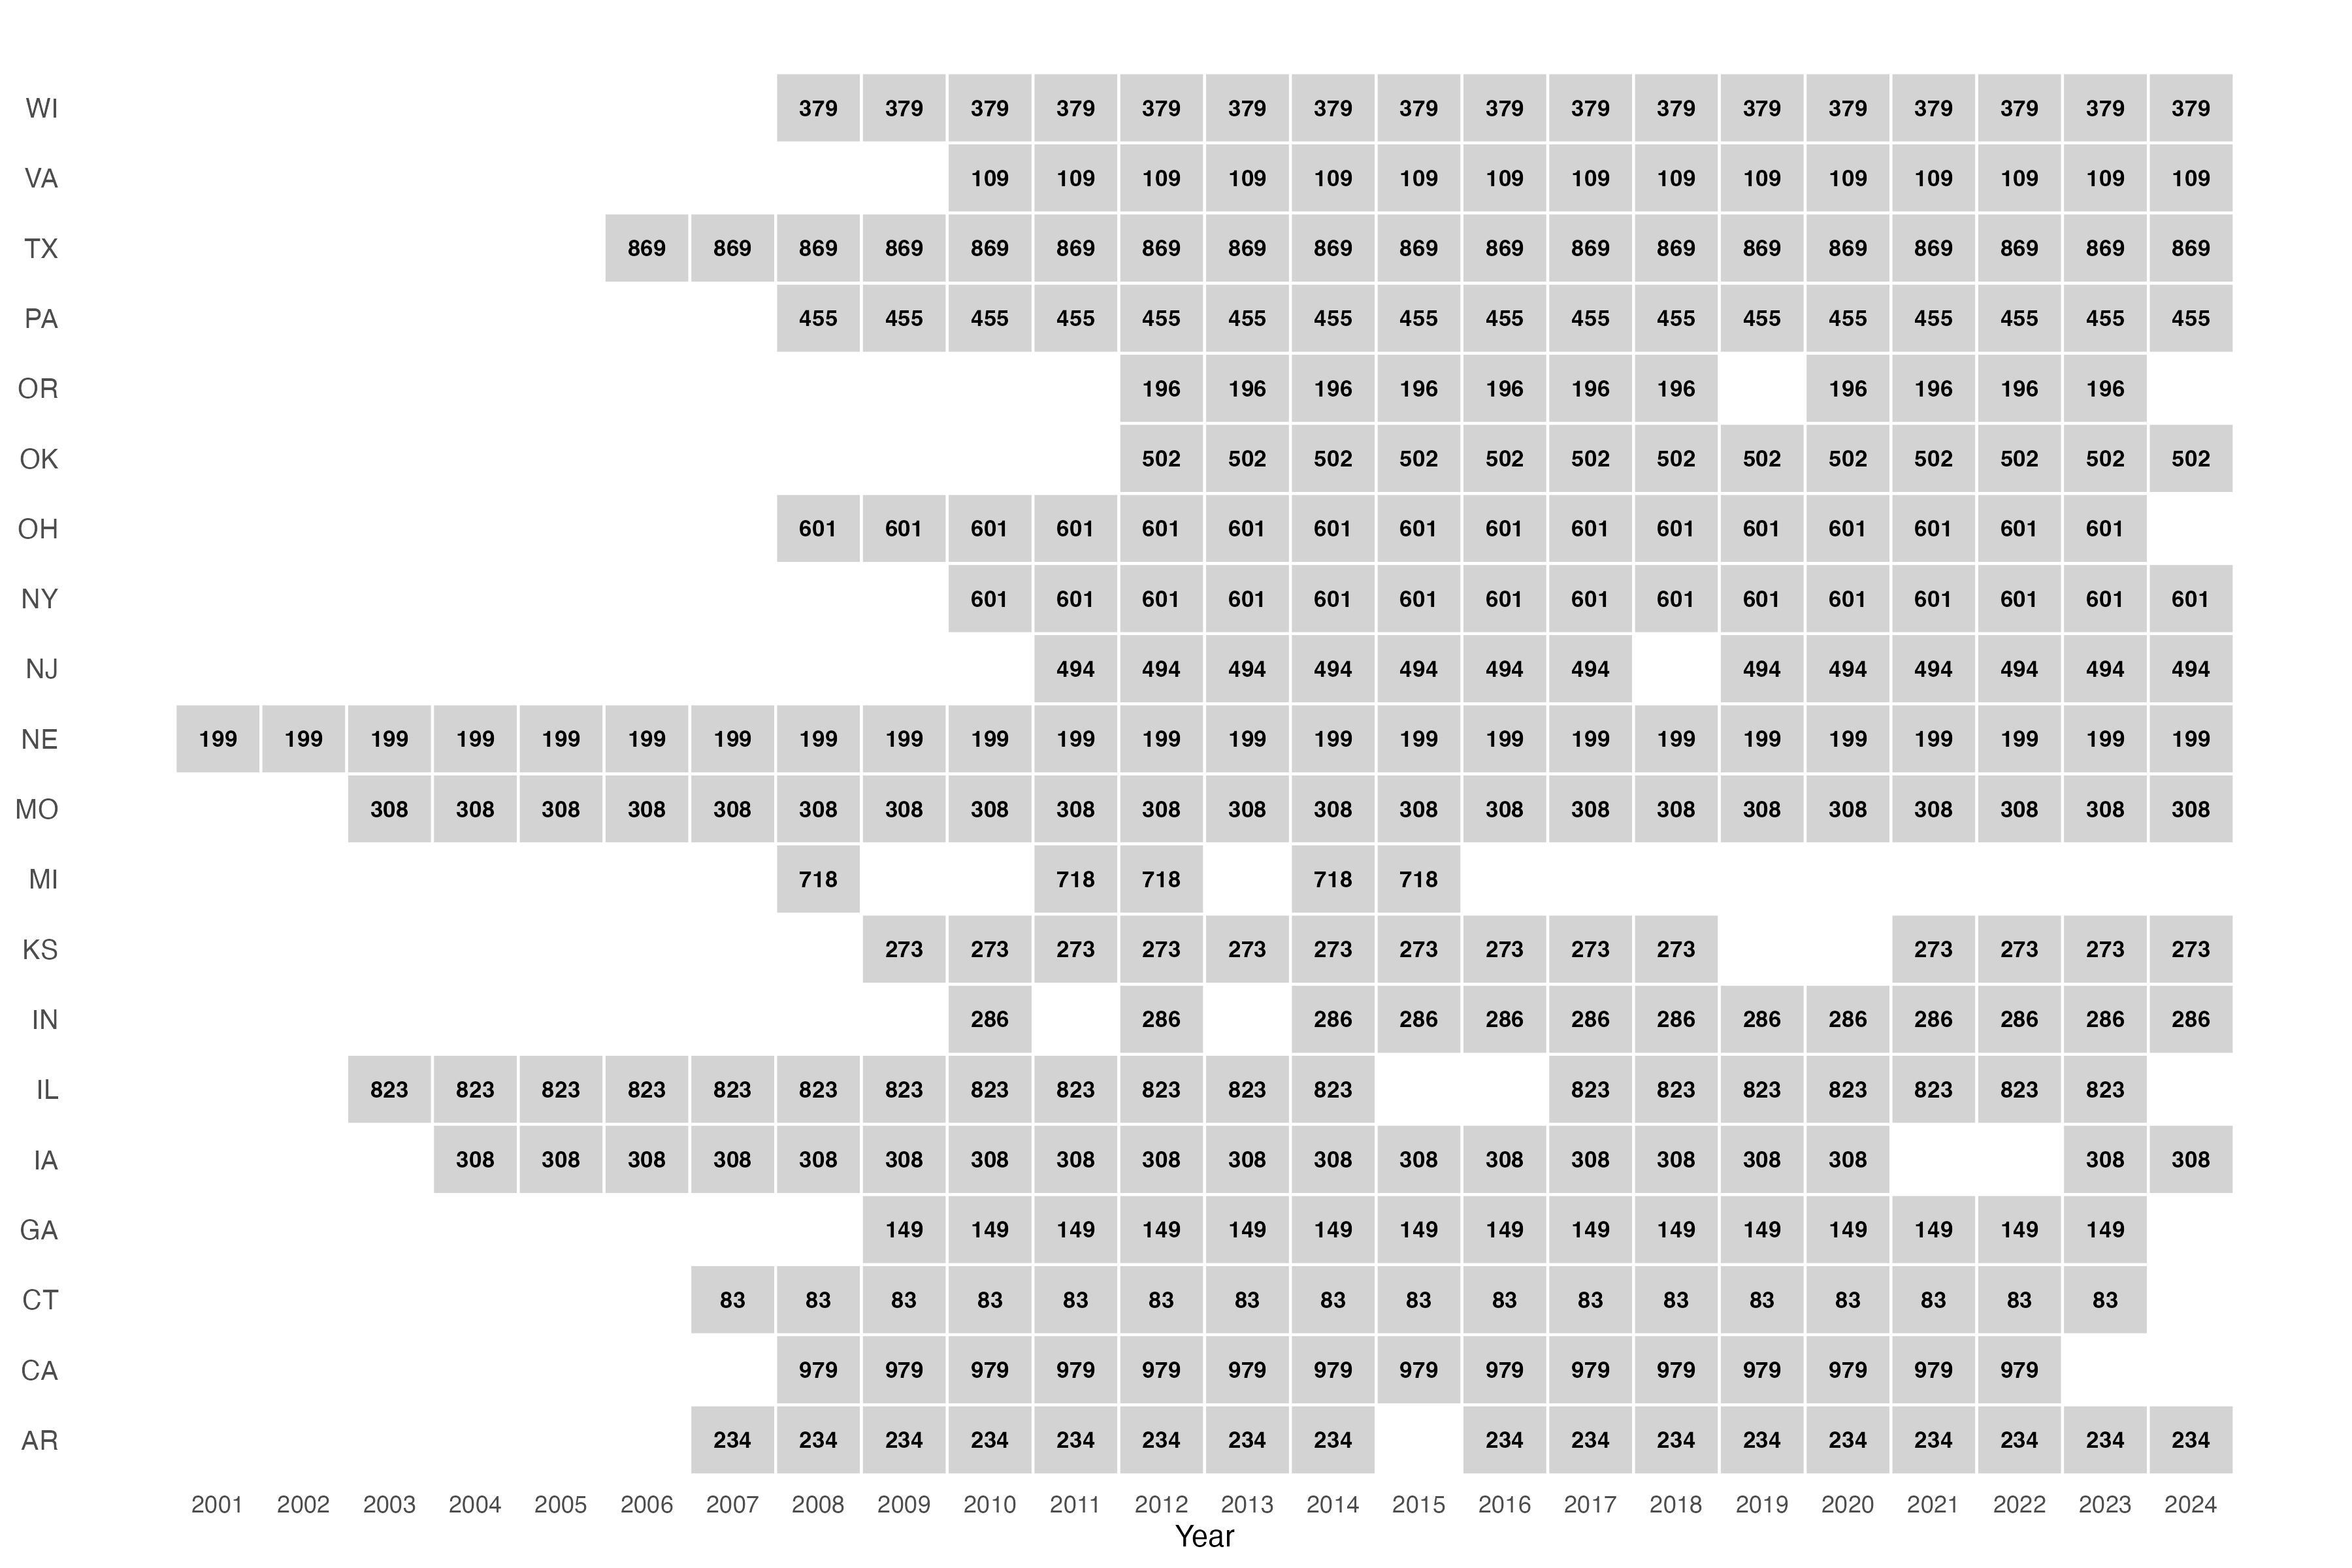 WI 379 379 379 379 379 379 379 379 379 379 379 379 379 379 379 379 379
VA 109 109 109 109 109 109 109 109 109 109 109 109 109 109 109
TX 869 869 869 869 869 869 869 869 869 869 869 869 869 869 869 869 869 869 869
PA 455 455 455 455 455 455 455 455 455 455 455 455 455 455 455 455 455
OR 196 196 196 196 196 196 196 196 196 196 196
OK 502 502 502 502 502 502 502 502 502 502 502 502 502
OH 601 601 601 601 601 601 601 601 601 601 601 601 601 601 601 601
NY 601 601 601 601 601 601 601 601 601 601 601 601 601 601 601
NJ 494 494 494 494 494 494 494 494 494 494 494 494 494
NE 199 199 199 199 199 199 199 199 199 199 199 199 199 199 199 199 199 199 199 199 199 199 199 199
MO 308 308 308 308 308 308 308 308 308 308 308 308 308 308 308 308 308 308 308 308 308 308
MI 718 718 718 718 718
KS 273 273 273 273 273 273 273 273 273 273 273 273 273 273
IN 286 286 286 286 286 286 286 286 286 286 286 286 286
IL 823 823 823 823 823 823 823 823 823 823 823 823 823 823 823 823 823 823 823
IA 308 308 308 308 308 308 308 308 308 308 308 308 308 308 308 308 308 308 308
GA 149 149 149 149 149 149 149 149 149 149 149 149 149 149 149
CT 83 83 83 83 83 83 83 83 83 83 83 83 83 83 83 83 83
CA 979 979 979 979 979 979 979 979 979 979 979 979 979 979 979
AR 234 234 234 234 234 234 234 234 234 234 234 234 234 234 234 234 234
2001 2002 2003 2004 2005 2006 2007 2008 2009 2010 2011 2012 2013 2014 2015 2016 2017 2018 2019 2020 2021 2022 2023 2024
Year